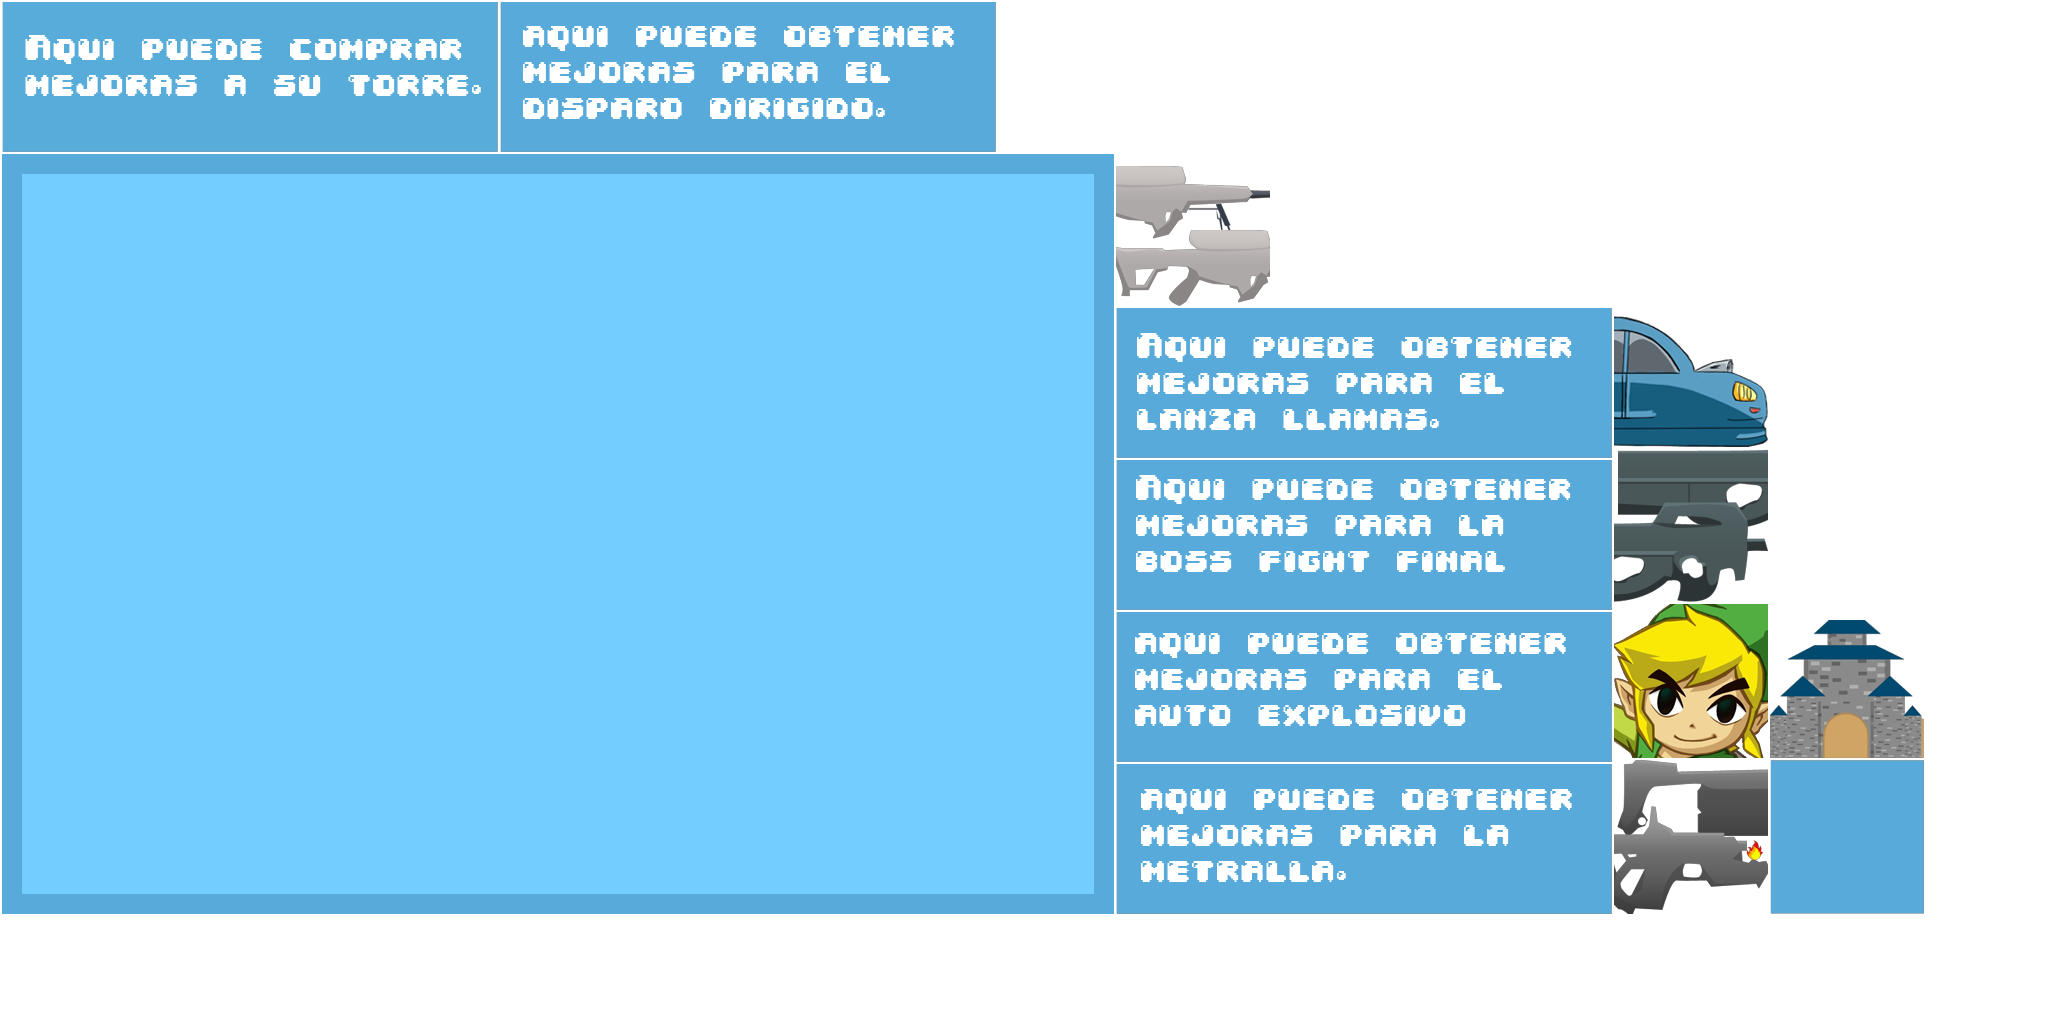 Aqui puede comprar
mejoras a su torre.
aqui puede obtener
mejoras para el
disparo dirigido.
Aqui puede obtener
mejoras para el
lanza llamas.
Aqui puede obtener
mejoras para la
boss fight final
aqui puede obtener
mejoras para el
auto explosivo
aqui puede obtener
mejoras para la
metralla.